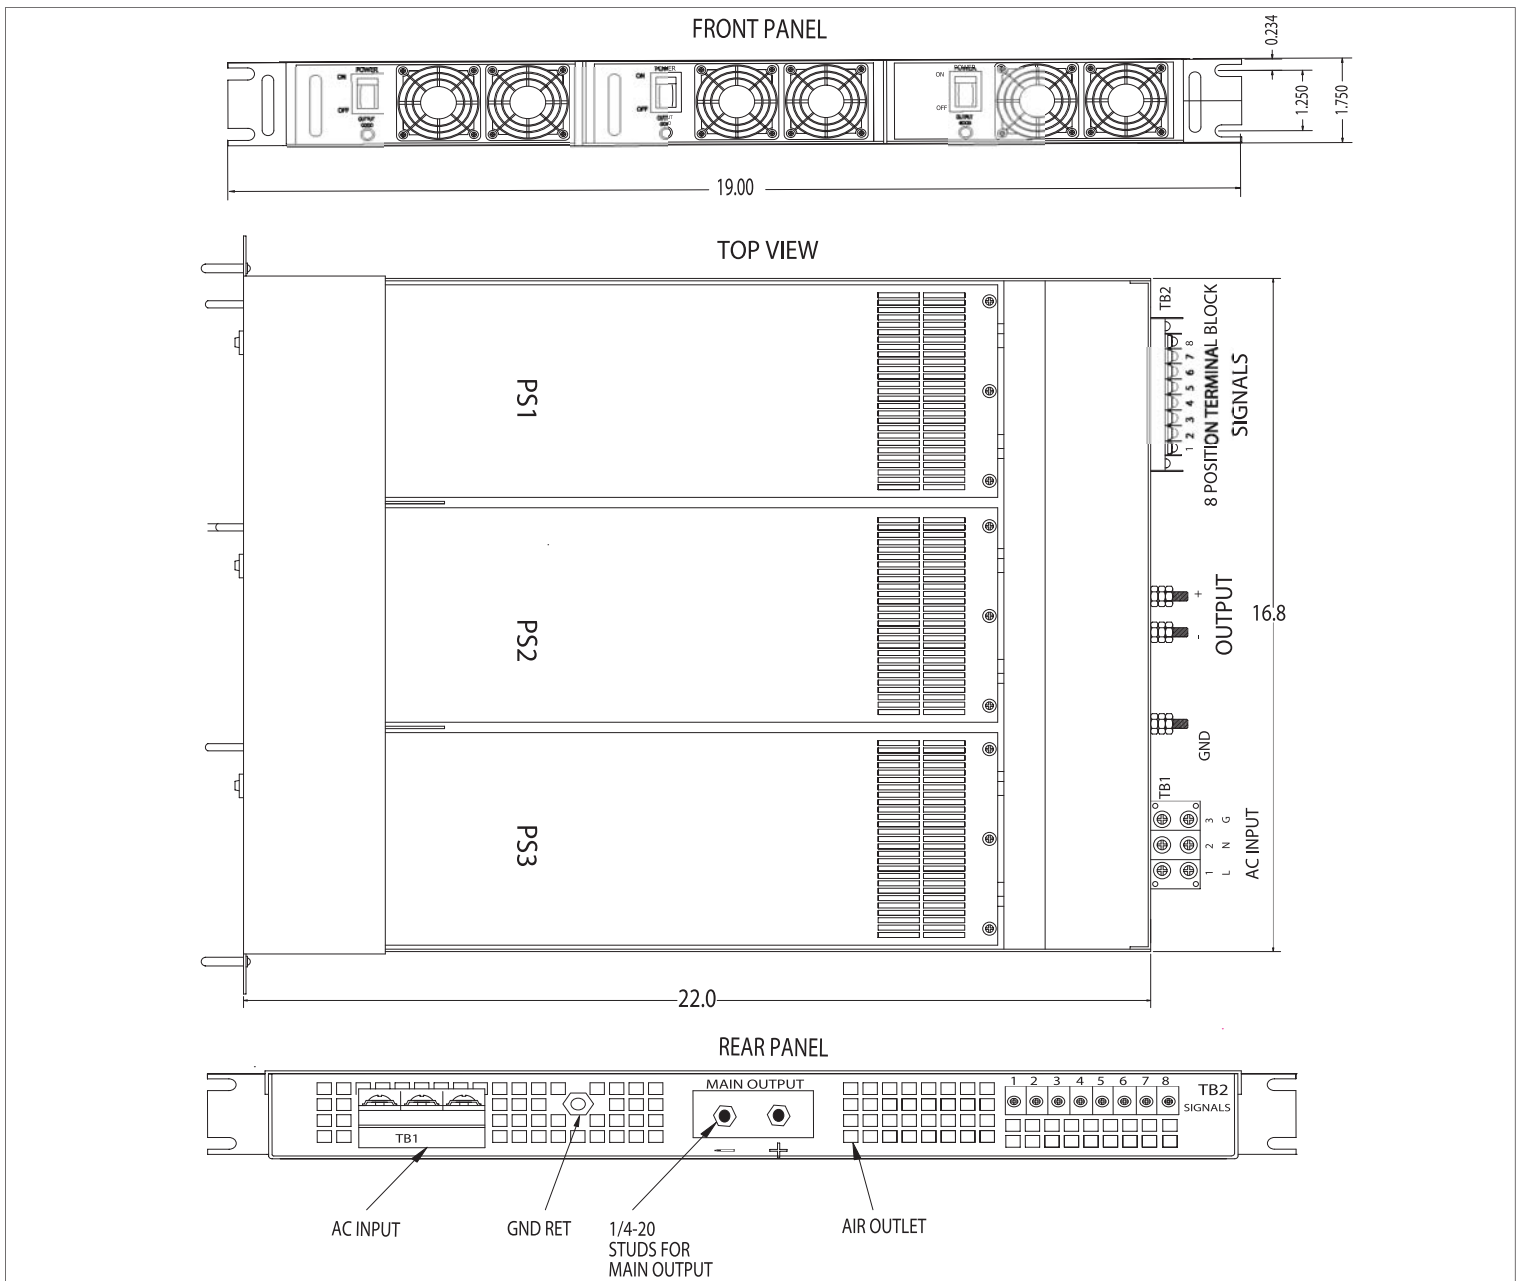 FRONT PANEL
0.234
1.250
1.750
POWER
ON
OFF
OUTPUT
GOOD
POWER
ON
OFF
POWER
ON
OFF
OUTPUT
19.00
TOP VIEW
PS1
PS2
PS3
TB2
1 2 3 4 5 6 7 8
8 POSITION TERMINAL BLOCK
SIGNALS
+
-
OUTPUT
16.8
GND
TB1
1 2 3
L N G
AC INPUT
22.0
REAR PANEL
MAIN OUTPUT
1 2 3 4 5 6 7 8
TB2
SIGNALS
TB1
- +
AC INPUT
GND RET
1/4-20
STUDS FOR
MAIN OUTPUT
AIR OUTLET